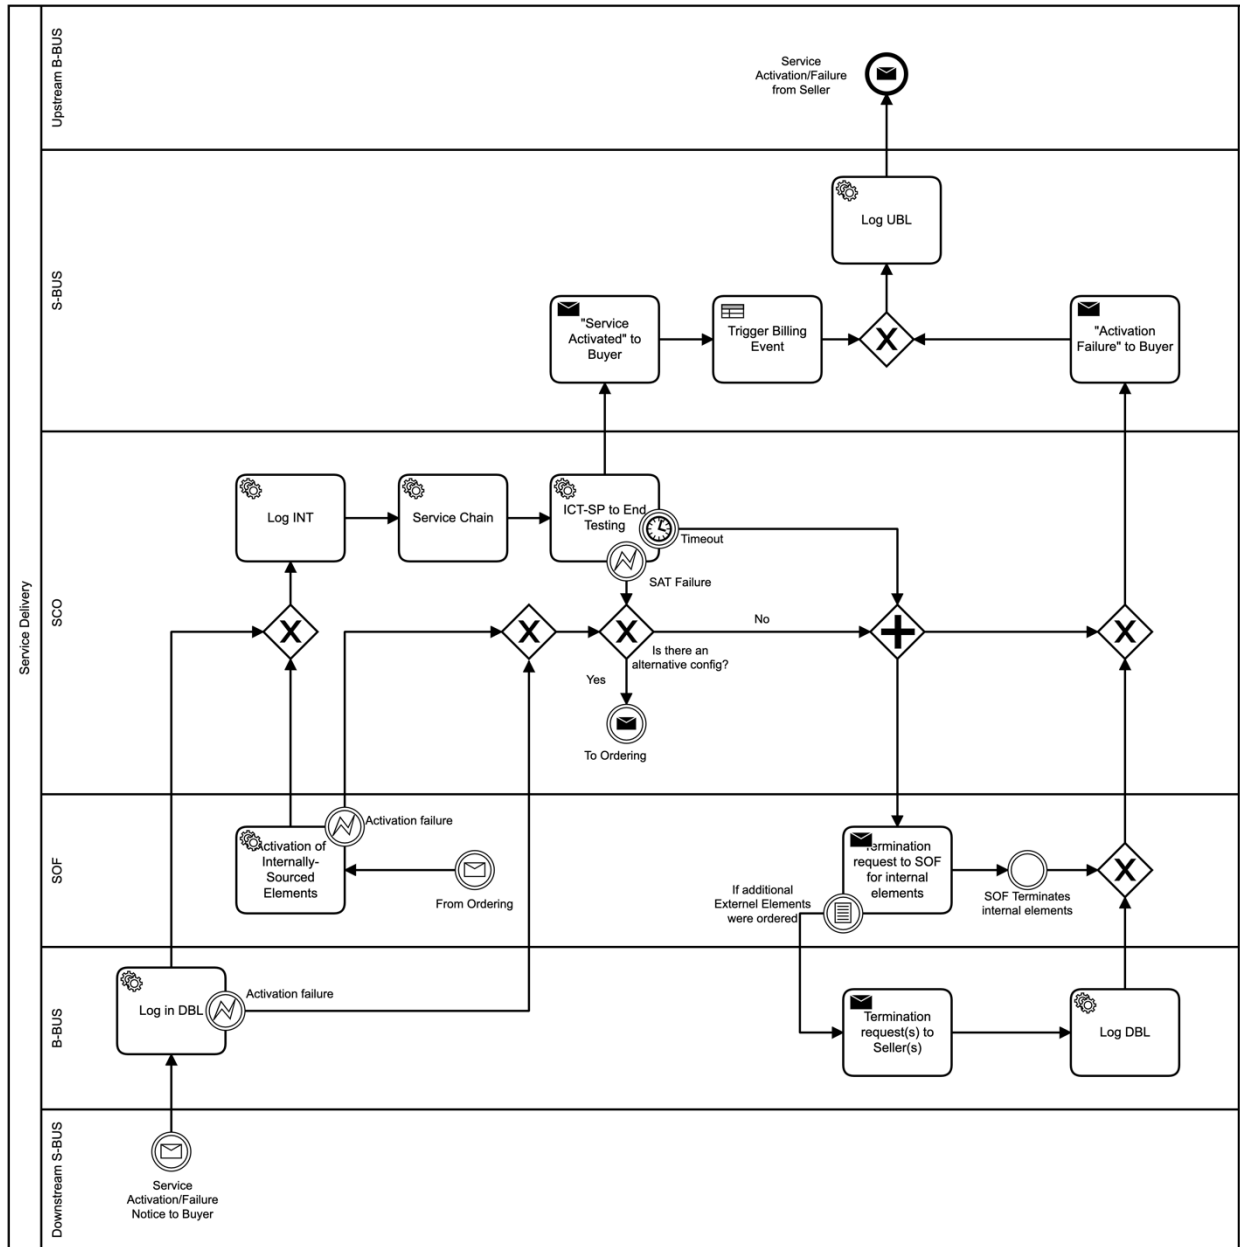 Service Delivery
Upstream B-BUS
Service
Activation/Failure
from Seller
S-BUS
Log UBL
"Service
Activated" to
Buyer
Trigger Billing
Event
X
"Activation
Failure" to Buyer
SCO
Log INT
Service Chain
ICT-SP to End
Testing
Timeout
SAT Failure
X
X
X
Is there an
alternative config?
No
X
Yes
To Ordering
SOF
Activation of
Internally-
Sourced
Elements
Activation failure
From Ordering
Termination
request to SOF
for internal
elements
If additional
Externel Elements
were ordered
SOF Terminates
internal elements
X
B-BUS
Log in DBL
Activation failure
Termination
request(s) to
Seller(s)
Log DBL
Downstream S-BUS
Service
Activation/Failure
Notice to Buyer